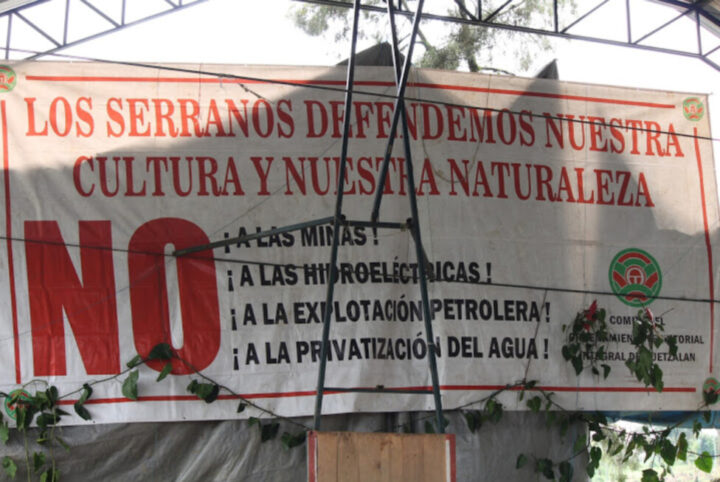 LOS SERRANOS DEFENDEMOS NUESTRA
CULTURA Y NUESTRA NATURALEZA
NO
¡A LAS MINAS!
¡A LAS HIDROELÉCTRICAS!
¡A LA EXPLOTACIÓN PETROLERA!
¡A LA PRIVATIZACIÓN DEL AGUA!
INTEGRAL DE CUETZALAN